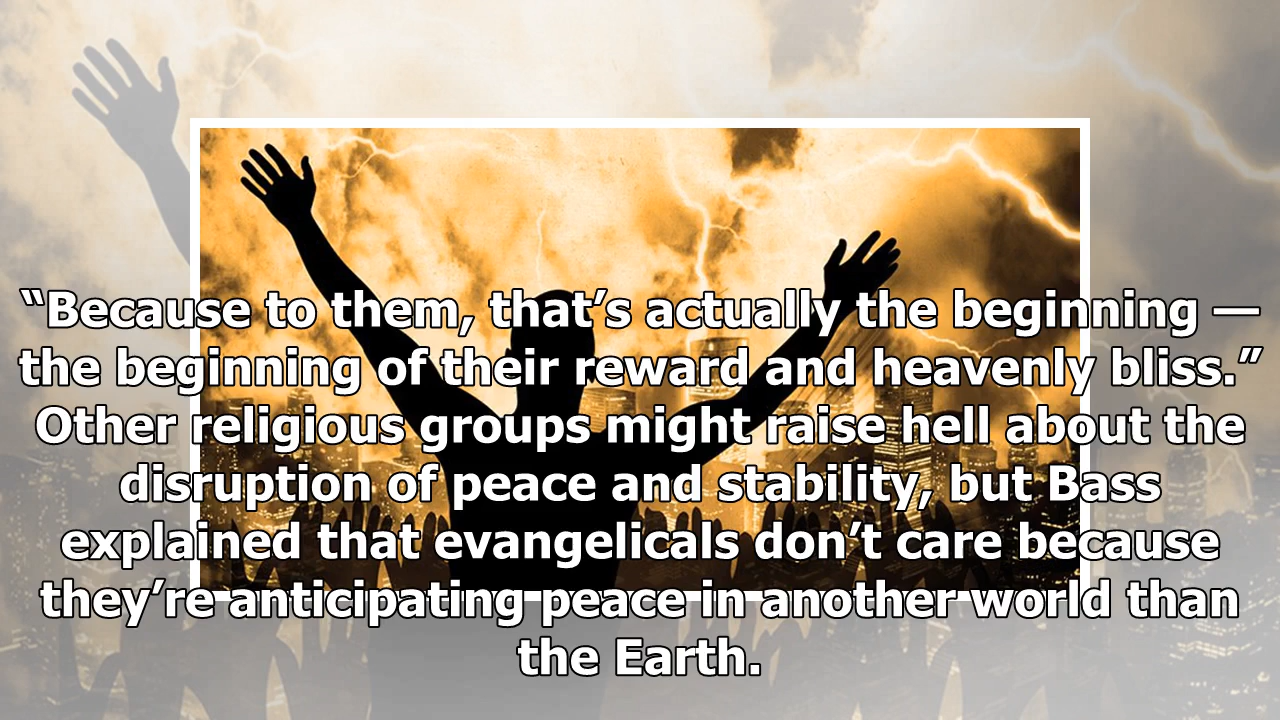 “Because to them, that’s actually the beginning —
the beginning of their reward and heavenly bliss.”
Other religious groups might raise hell about the
disruption of peace and stability, but Bass
explained that evangelicals don’t care because
they’re anticipating peace in another world than
the Earth.